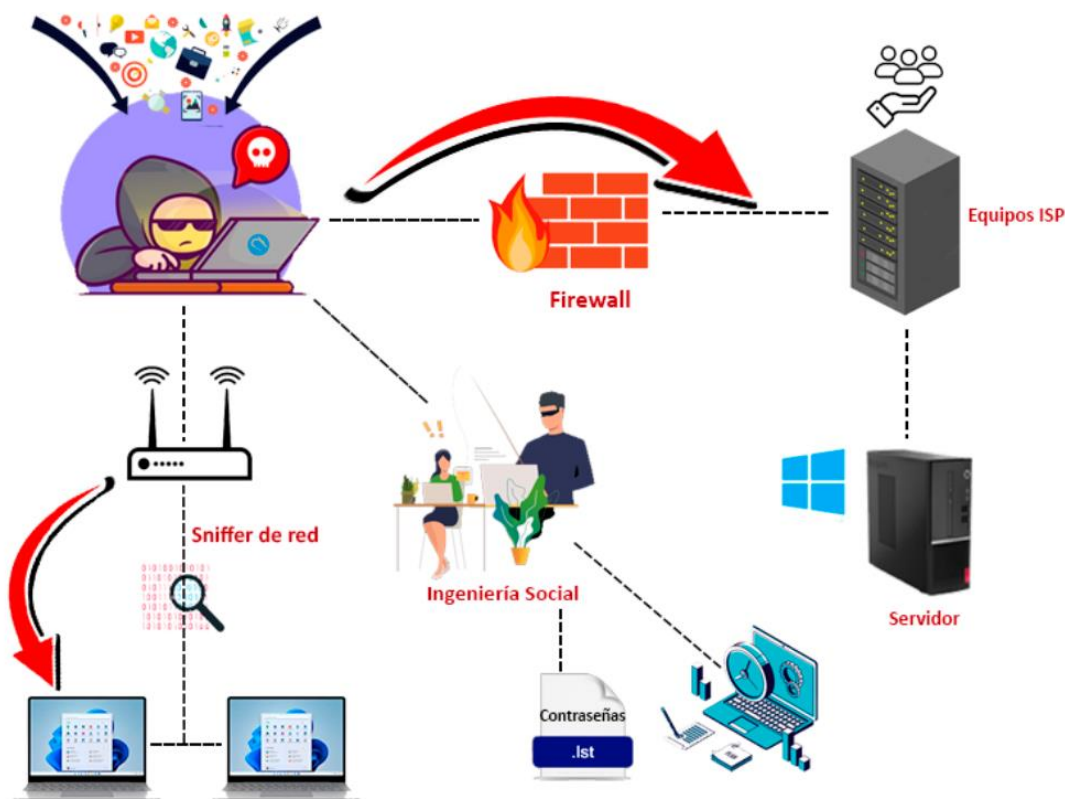 Equipos ISP
Firewall
Sniffer de red
Ingeniería Social
Servidor
Contraseñas
.lst